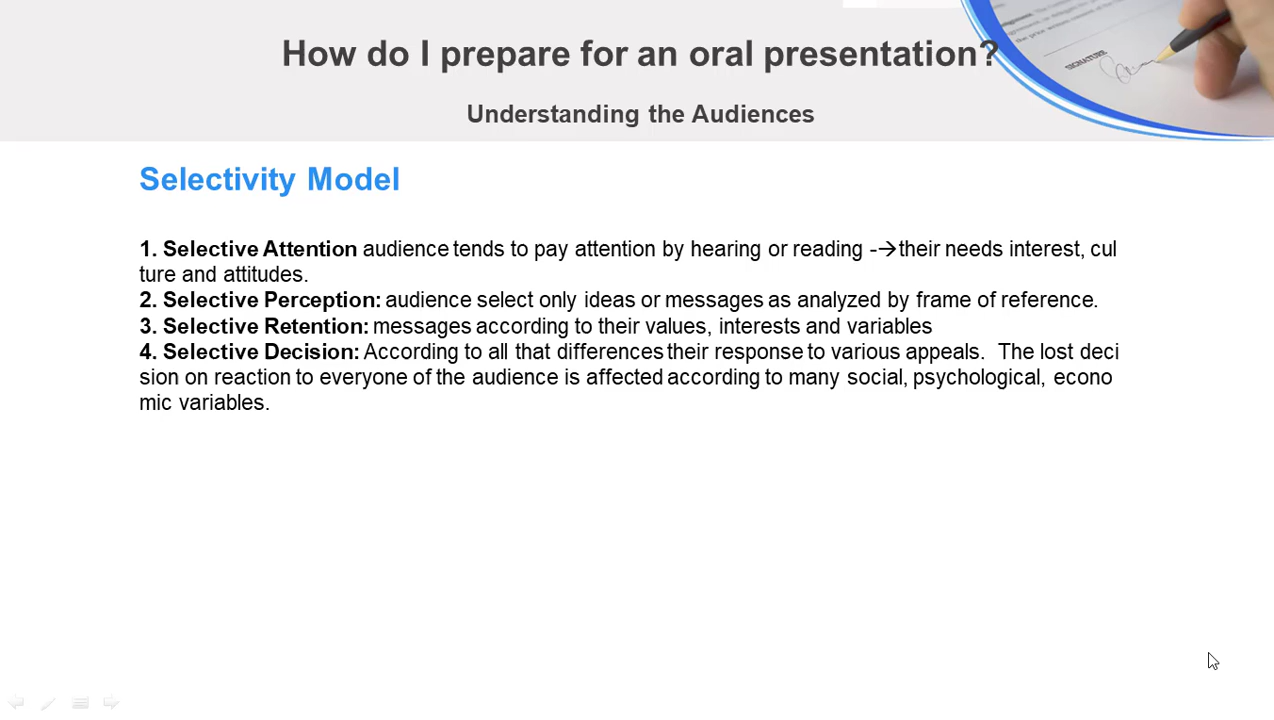 How do I prepare for an oral presentation?
Understanding the Audiences
SIGNATURE
Selectivity Model
1. Selective Attention audience tends to pay attention by hearing or reading -→their needs interest, cul
ture and attitudes.
2. Selective Perception: audience select only ideas or messages as analyzed by frame of reference.
3. Selective Retention: messages according to their values, interests and variables
4. Selective Decision: According to all that differences their response to various appeals.  The lost deci
sion on reaction to everyone of the audience is affected according to many social, psychological, econo
mic variables.